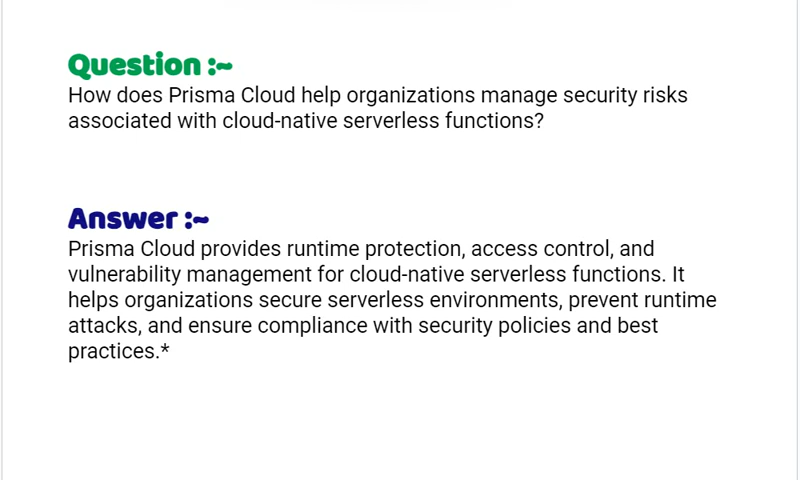 Question :~
How does Prisma Cloud help organizations manage security risks
associated with cloud-native serverless functions?
Answer :~
Prisma Cloud provides runtime protection, access control, and
vulnerability management for cloud-native serverless functions. It
helps organizations secure serverless environments, prevent runtime
attacks, and ensure compliance with security policies and best
practices.*